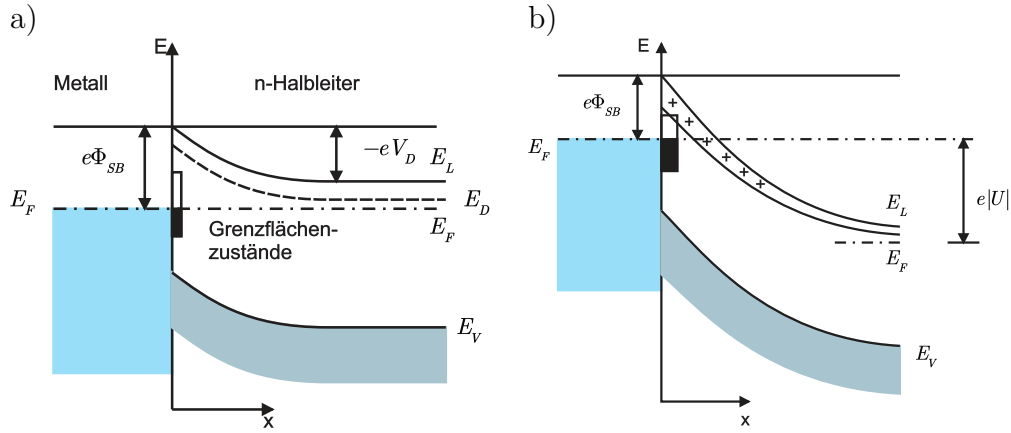 a)
E
Metall
n-Halbleiter
eΦ_SB
-eV_D
E_L
E_F
E_D
E_F
Grenzflächen-
zustände
E_V
x
b)
E
eΦ_SB
E_F
+ + + + + +
E_L
e|U|
E_F
E_V
x